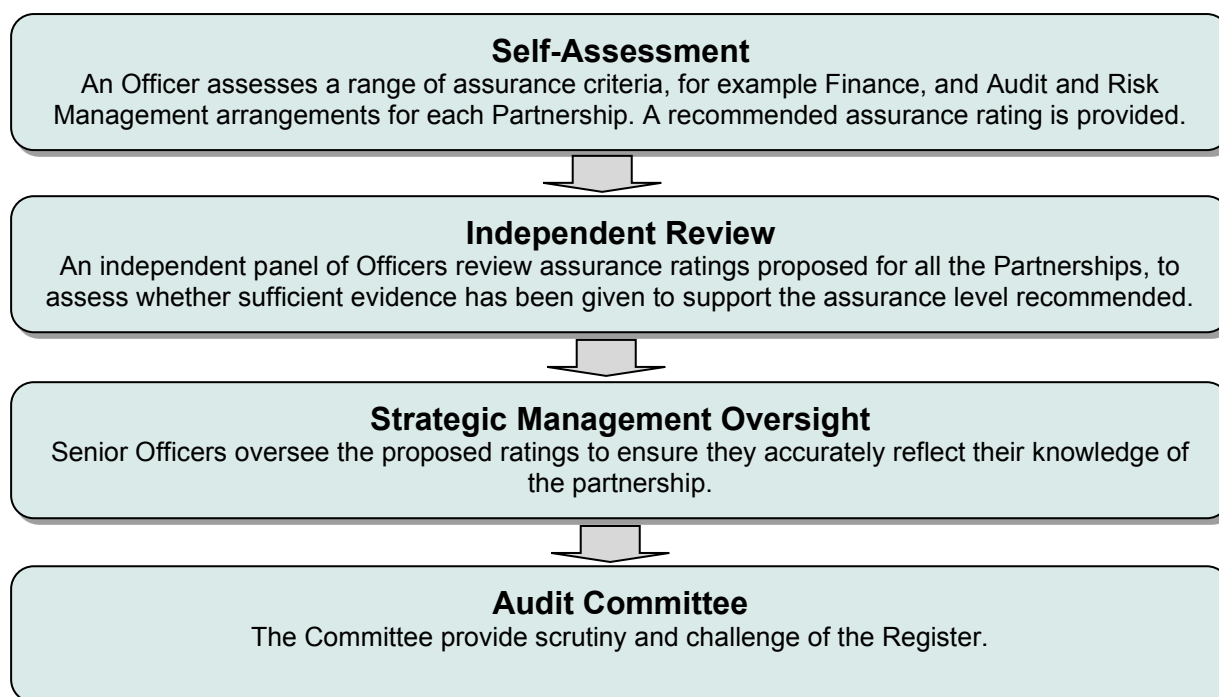 Self-Assessment
An Officer assesses a range of assurance criteria, for example Finance, and Audit and Risk
Management arrangements for each Partnership. A recommended assurance rating is provided.
Independent Review
An independent panel of Officers review assurance ratings proposed for all the Partnerships, to
assess whether sufficient evidence has been given to support the assurance level recommended.
Strategic Management Oversight
Senior Officers oversee the proposed ratings to ensure they accurately reflect their knowledge of
the partnership.
Audit Committee
The Committee provide scrutiny and challenge of the Register.